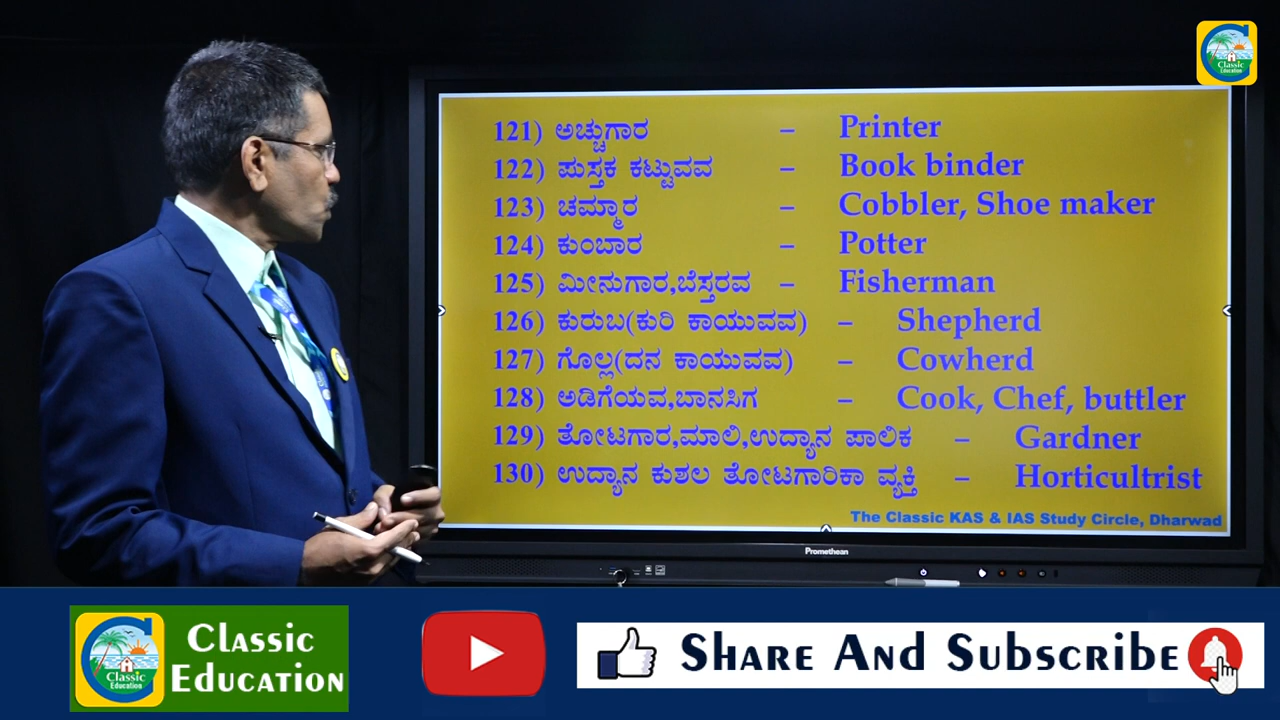 Classic
Education
121) ಅಚ್ಚುಗಾರ – Printer
122) ಪುಸ್ತಕ ಕಟ್ಟುವವ – Book binder
123) ಚಮ್ಮಾರ – Cobbler, Shoe maker
124) ಕುಂಬಾರ – Potter
125) ಮೀನುಗಾರ,ಬೆಸ್ತರವ – Fisherman
126) ಕುರುಬ(ಕುರಿ ಕಾಯುವವ) – Shepherd
127) ಗೊಲ್ಲ(ದನ ಕಾಯುವವ) – Cowherd
128) ಅಡಿಗೆಯವ,ಬಾನಸಿಗ – Cook, Chef, buttler
129) ತೋಟಗಾರ,ಮಾಲಿ,ಉದ್ಯಾನ ಪಾಲಿಕ – Gardner
130) ಉದ್ಯಾನ ಕುಶಲ ತೋಟಗಾರಿಕಾ ವ್ಯಕ್ತಿ – Horticultrist
The Classic KAS & IAS Study Circle, Dharwad
Promethean
Classic
Education
Classic
Education
Share And Subscribe